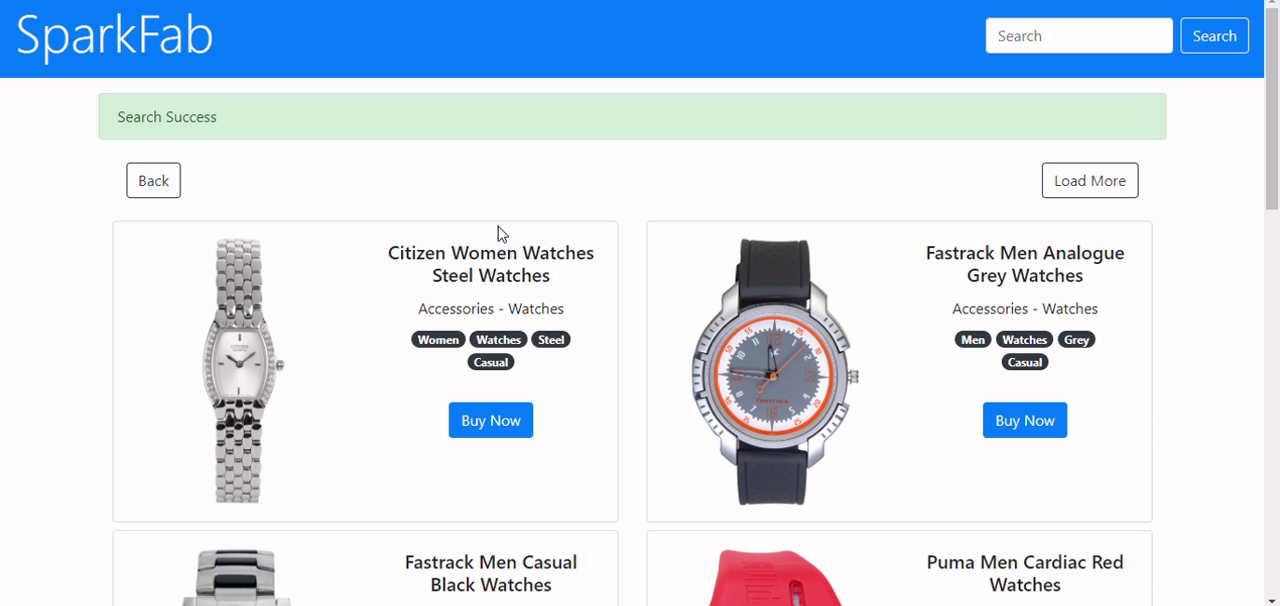 SparkFab
Search
Search
Search Success
Back
Load More
Citizen Women Watches
Steel Watches
Accessories - Watches
Women Watches Steel
Casual
Buy Now
Fastrack Men Analogue
Grey Watches
Accessories - Watches
Men Watches Grey
Casual
Buy Now
Fastrack Men Casual
Black Watches
Puma Men Cardiac Red
Watches